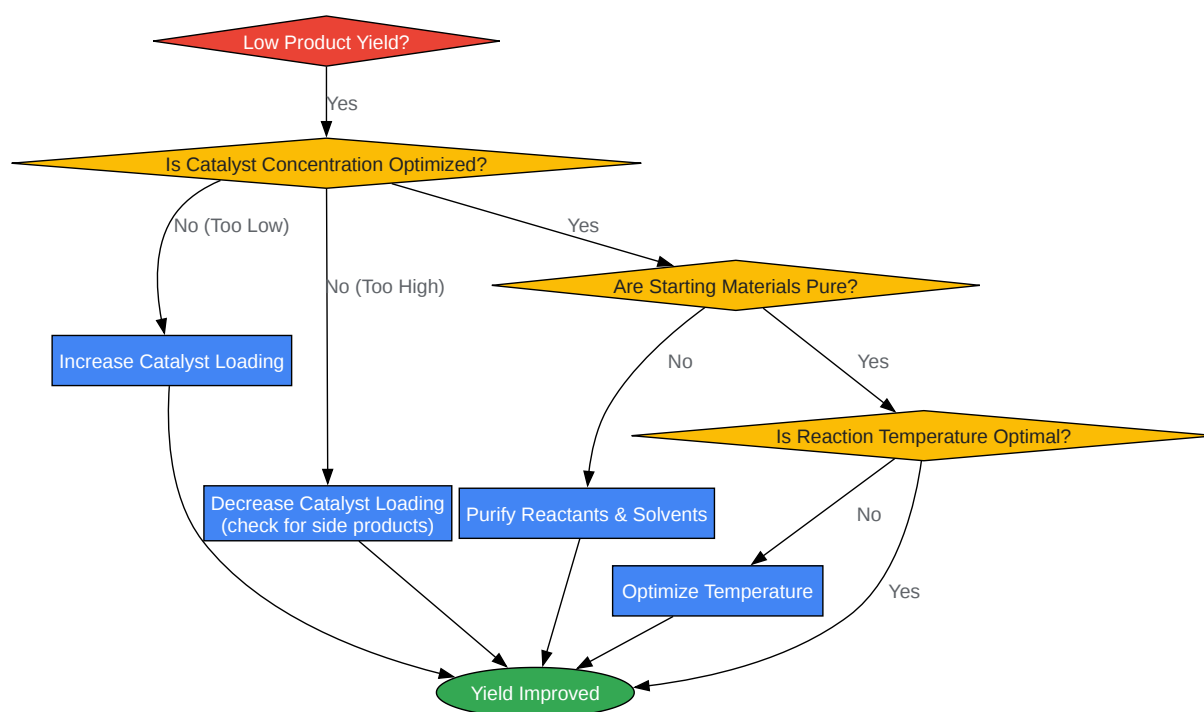 Low Product Yield?
Yes
Is Catalyst Concentration Optimized?
No (Too Low)
Yes
No (Too High)
Are Starting Materials Pure?
Increase Catalyst Loading
No
Yes
Is Reaction Temperature Optimal?
Decrease Catalyst Loading
(check for side products)
Purify Reactants & Solvents
No
Optimize Temperature
Yes
Yield Improved